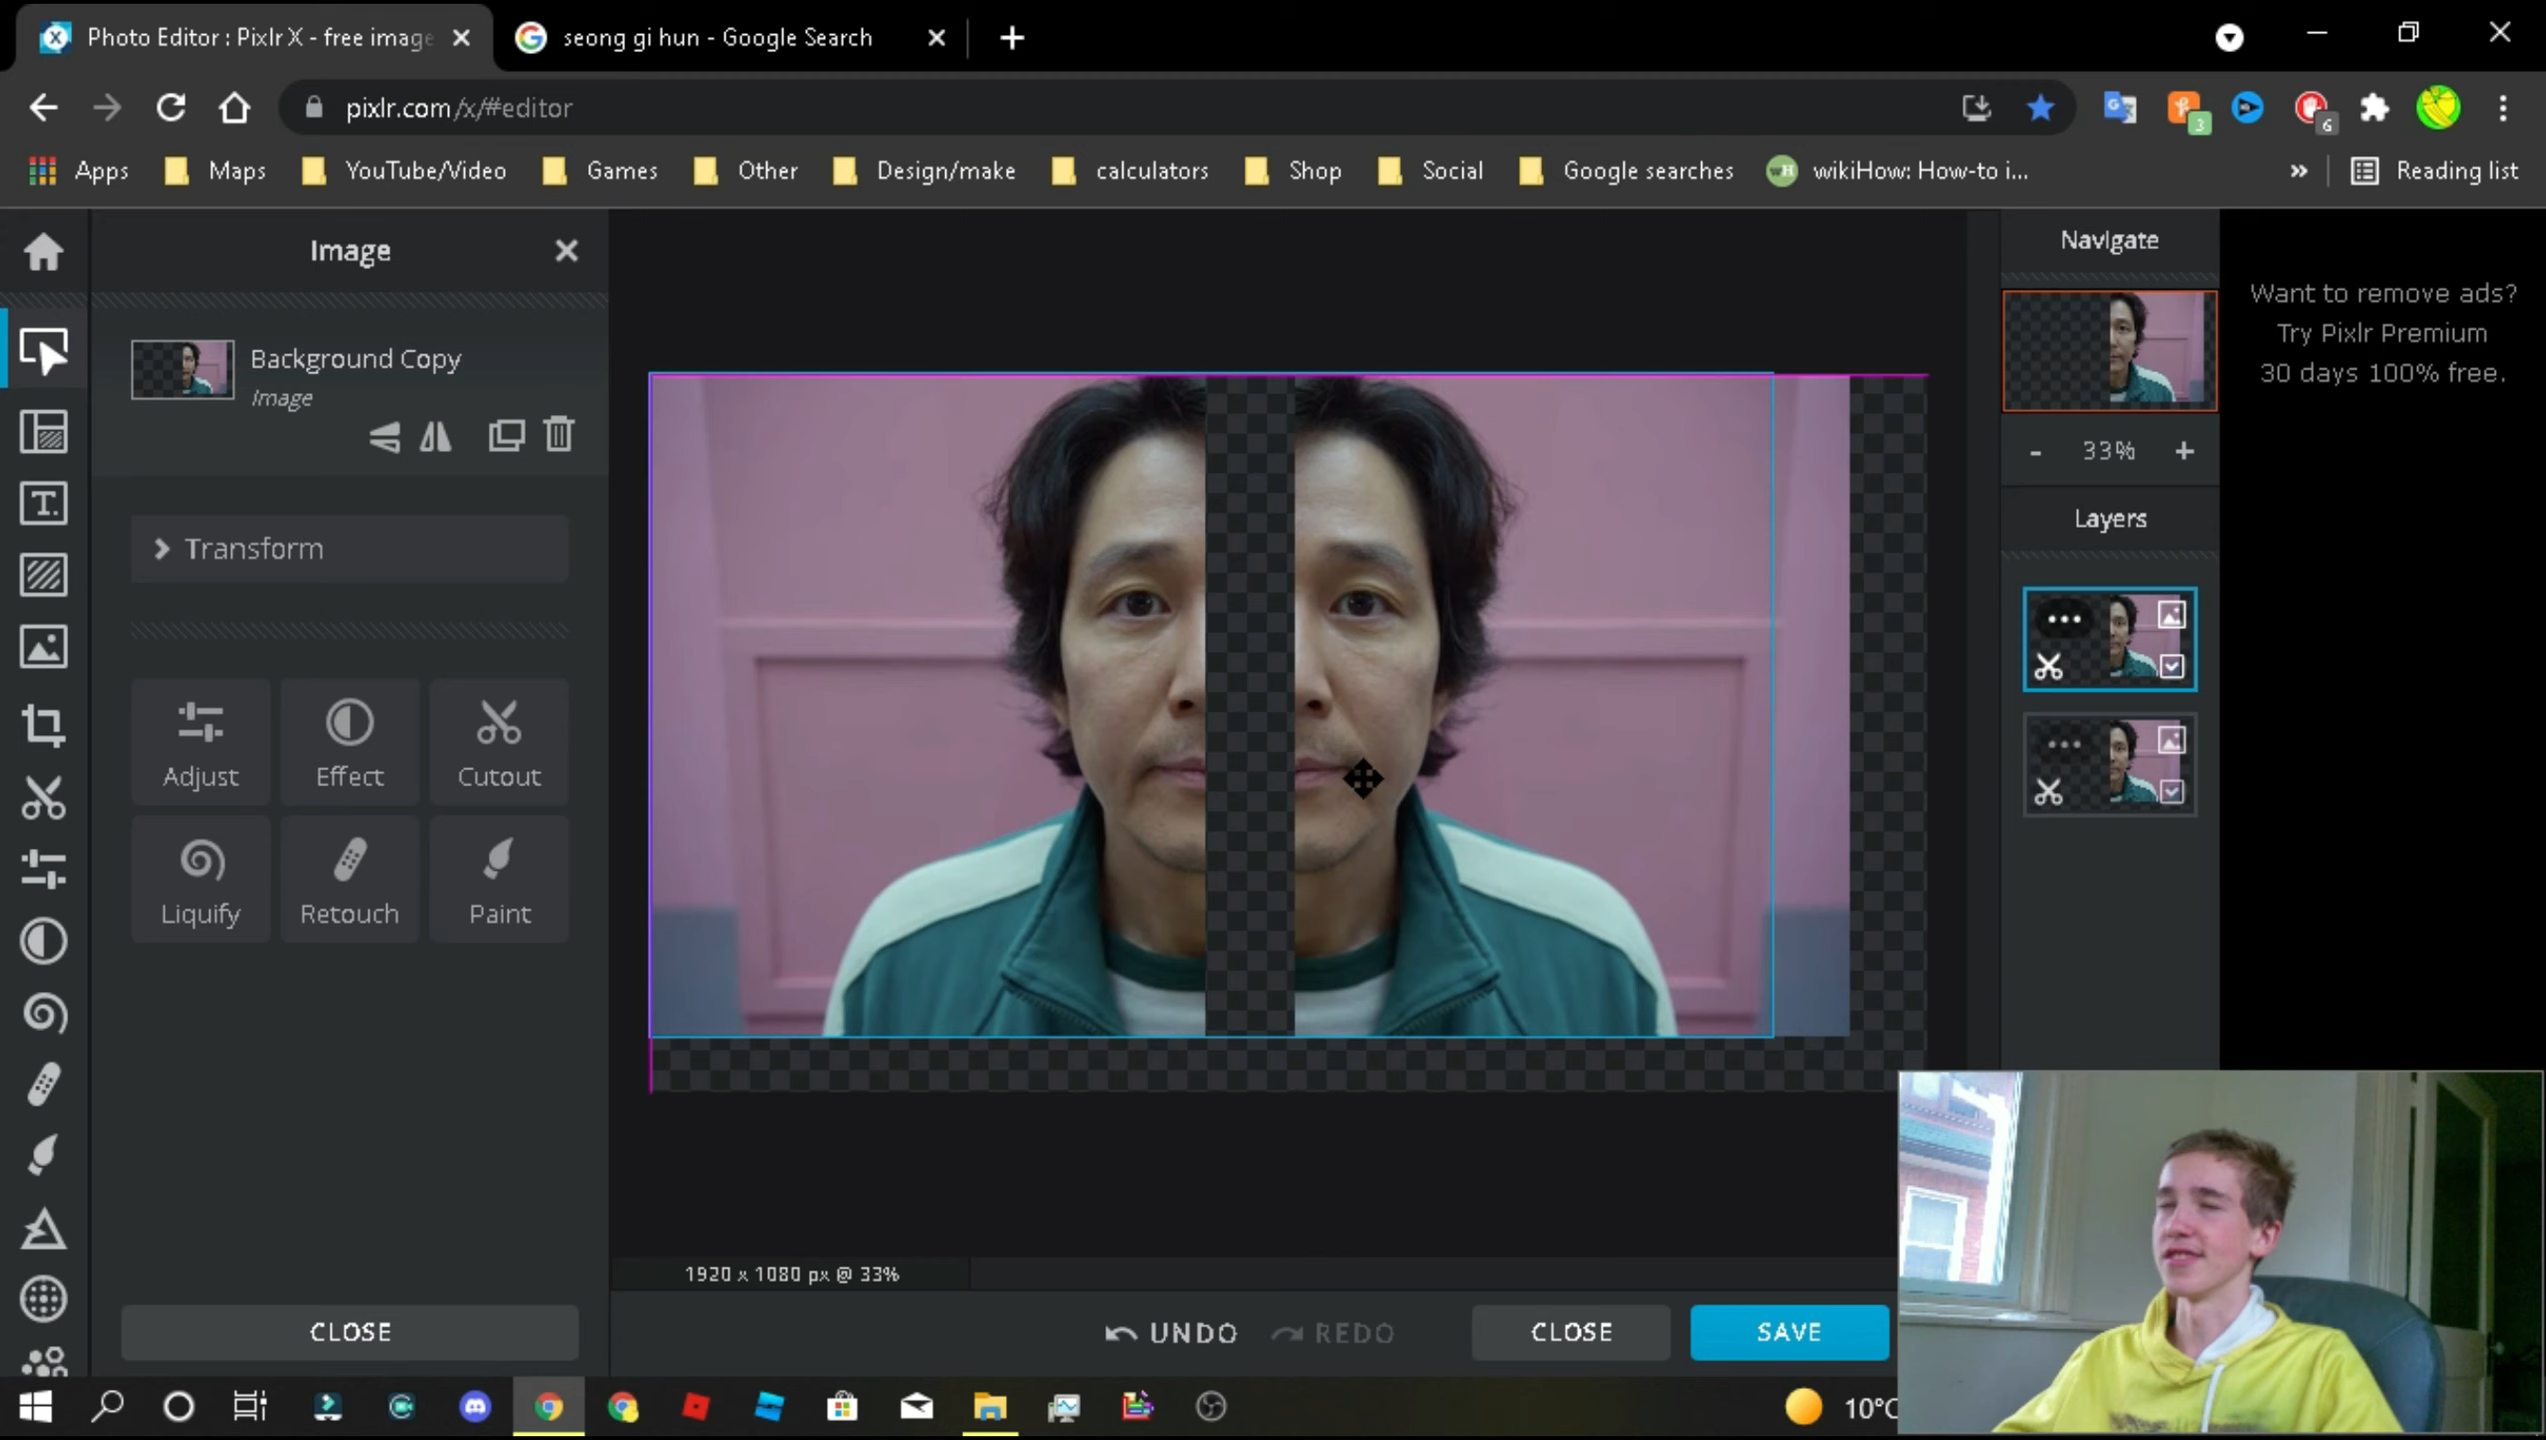 Photo Editor : Pixlr X - free image
seong gi hun - Google Search
pixlr.com/x/#editor
3
6
Apps
Maps
YouTube/Video
Games
Other
Design/make
calculators
Shop
Social
Google searches
wikiHow: How-to i...
Reading list
Image
Navigate
Want to remove ads?
Try Pixlr Premium
30 days 100% free.
Background Copy
Image
- 33% +
Layers
Transform
Adjust
Effect
Cutout
Liquify
Retouch
Paint
1920 x 1080 px @ 33%
CLOSE
UNDO
REDO
CLOSE
SAVE
10°C